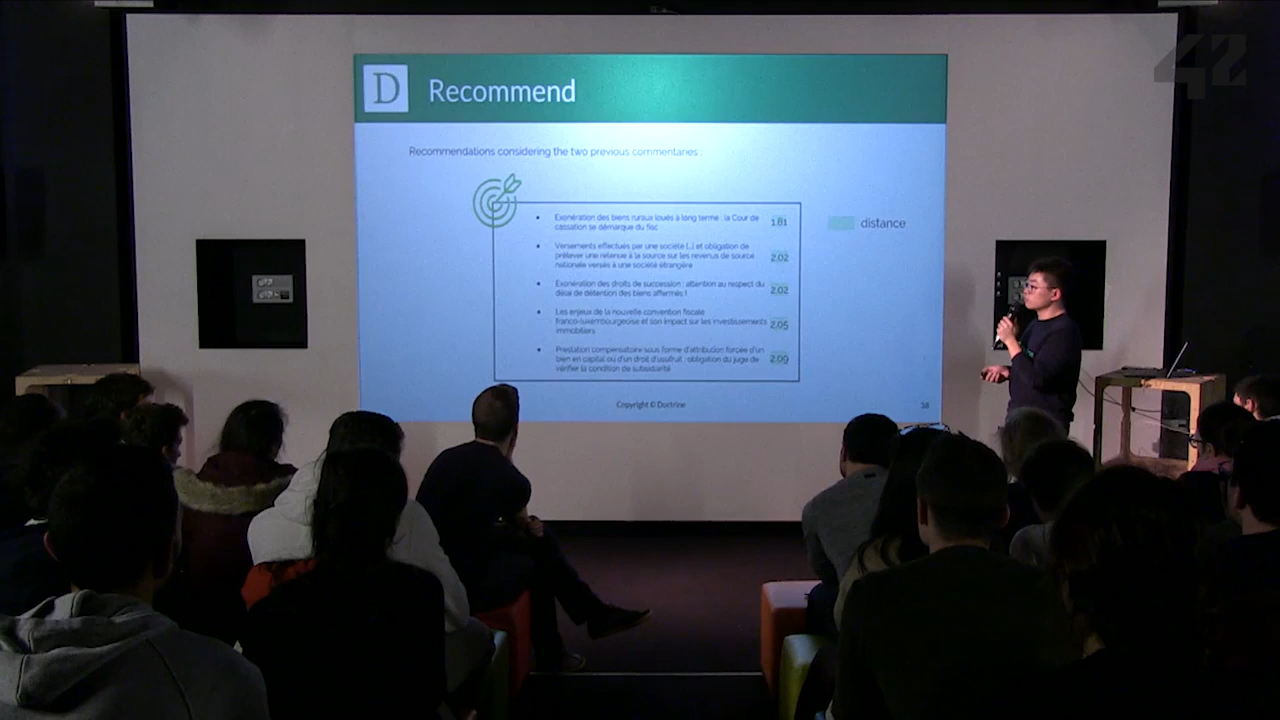 42
D
Recommend
Recommendations considering the two previous commentaries :
• Exonération des biens ruraux loués à long terme : la Cour de
cassation se démarque du fisc
1.81
distance
• Versements effectués par une société (...) et obligation de
prélever une retenue à la source sur les revenus de source
nationale versés à une société étrangère
2.02
• Exonération des droits de succession : attention au respect du
délai de détention des biens affermés !
2.02
• Les enjeux de la nouvelle convention fiscale
franco-luxembourgeoise et son impact sur les investissements
immobiliers
2.05
• Prestation compensatoire sous forme d'attribution forcée d'un
bien en capital ou d'un droit d'usufruit : obligation du juge de
vérifier la condition de subsidiarité
2.09
Copyright © Doctrine
38